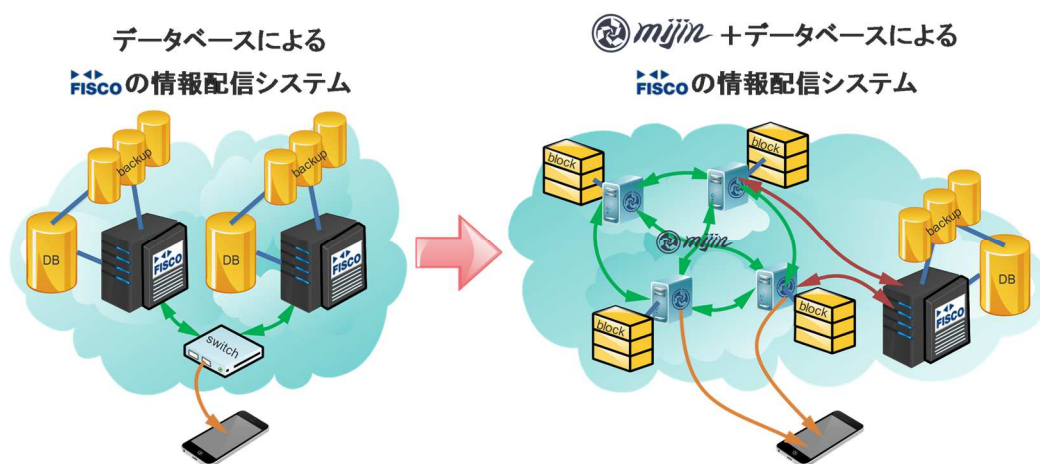 データベースによる
FISCOの情報配信システム
backup
backup
DB
DB
FISCO
FISCO
switch
mijin +データベースによる
FISCOの情報配信システム
block
block
backup
mijin
DB
FISCO
block
block